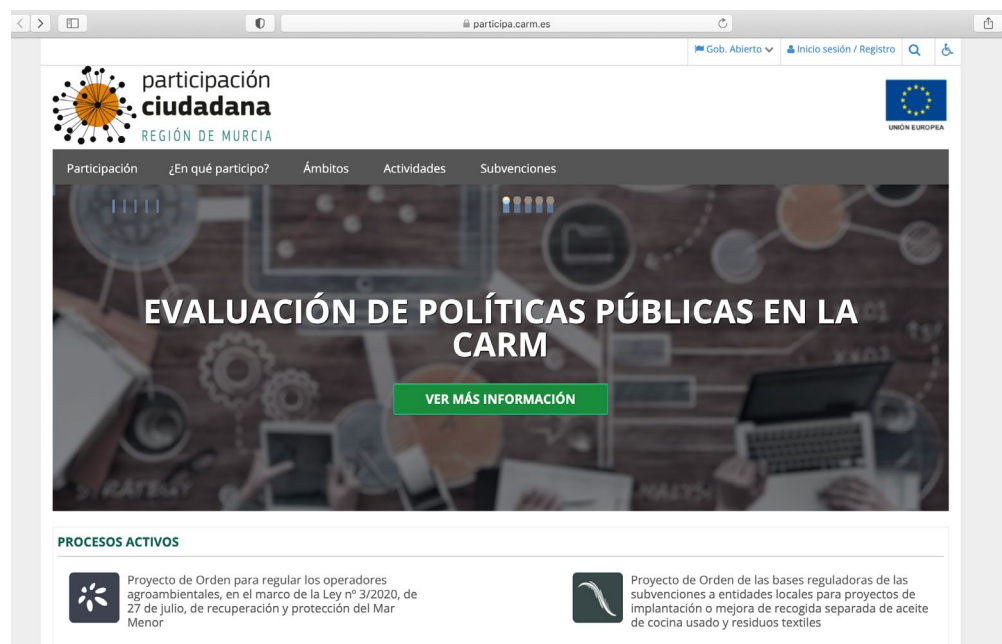 participa.carm.es
Gob. Abierto
Inicio sesión / Registro
participación
ciudadana
REGIÓN DE MURCIA
UNIÓN EUROPEA
Participación
¿En qué participo?
Ámbitos
Actividades
Subvenciones
EVALUACIÓN DE POLÍTICAS PÚBLICAS EN LA
CARM
VER MÁS INFORMACIÓN
PROCESOS ACTIVOS
Proyecto de Orden para regular los operadores
agroambientales, en el marco de la Ley nº 3/2020, de
27 de julio, de recuperación y protección del Mar
Menor
Proyecto de Orden de las bases reguladoras de las
subvenciones a entidades locales para proyectos de
implantación o mejora de recogida separada de aceite
de cocina usado y residuos textiles